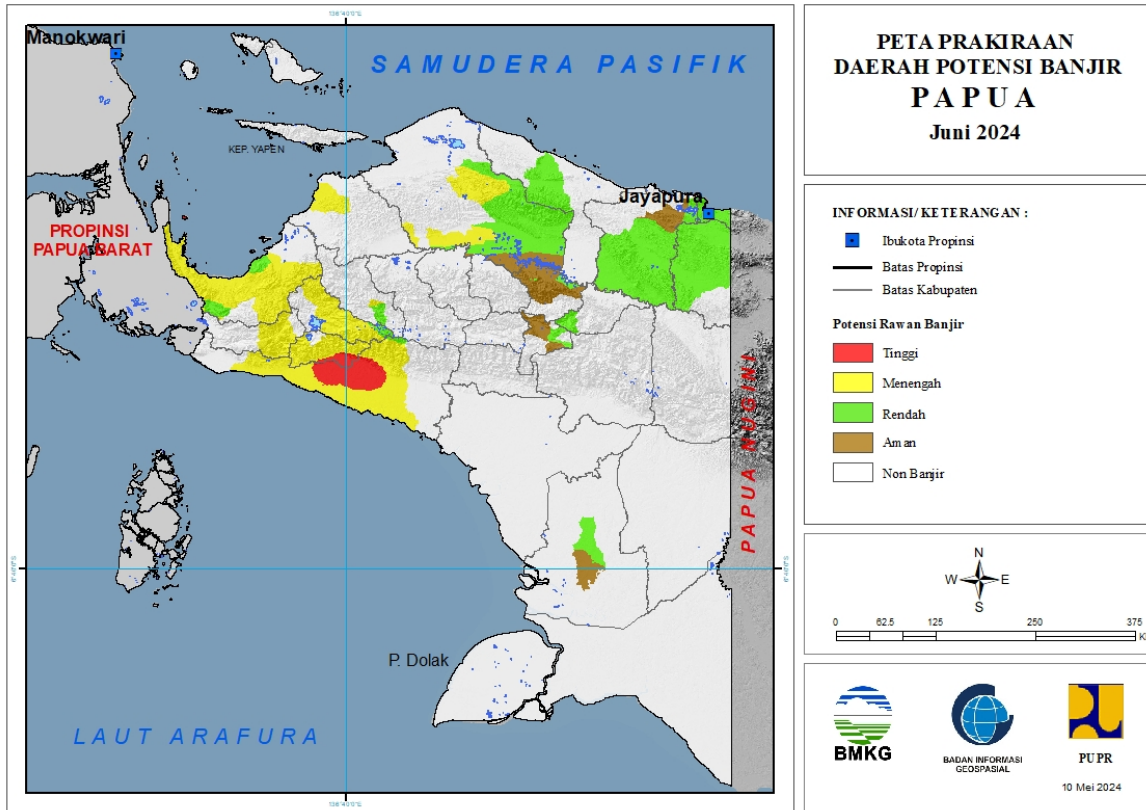 PETA PRAKIRAAN
DAERAH POTENSI BANJIR
PAPUA
Juni 2024
INFORMASI/ KETERANGAN :
Ibukota Propinsi
Batas Propinsi
Batas Kabupaten
Potensi Rawan Banjir
Tinggi
Menengah
Rendah
Aman
Non Banjir
N
W E
S
0 62.5 125 250 375
BMKG
BADAN INFORMASI
GEOSPASIAL
PUPR
10 Mei 2024
Manokwari
SAMUDERA PASIFIK
KEP. YAPEN
Jayapura
PROPINSI
PAPUA BARAT
PAPUA NUGINI
P. Dolak
LAUT ARAFURA